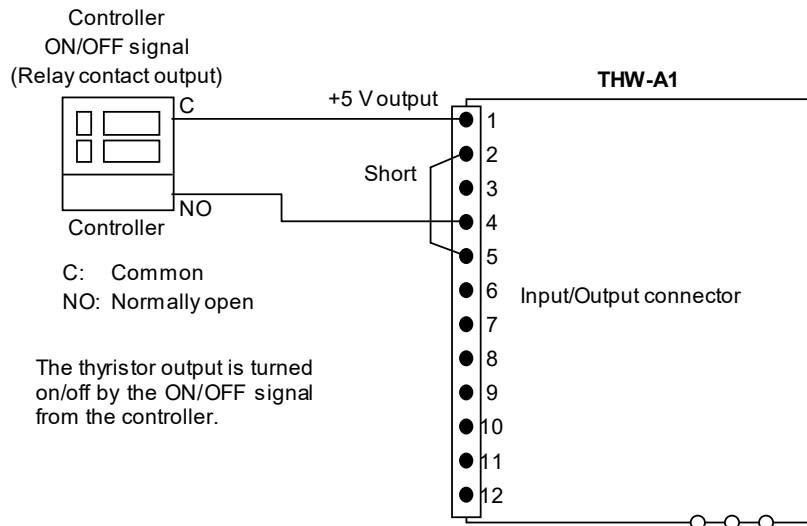 Controller
ON/OFF signal
(Relay contact output)
C
NO
Controller
C: Common
NO: Normally open
The thyristor output is turned
on/off by the ON/OFF signal
from the controller.
+5 V output
Short
THW-A1
1
2
3
4
5
6
7
8
9
10
11
12
Input/Output connector